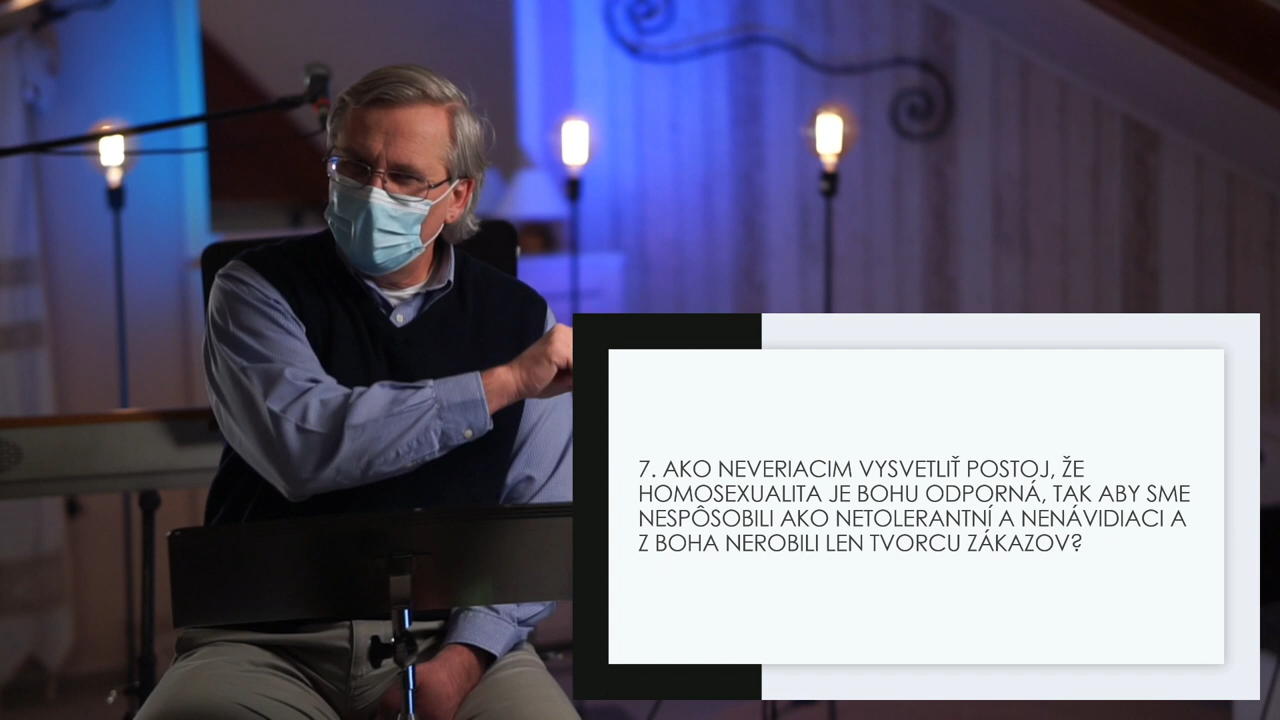 7. AKO NEVERIACIM VYSVETLIŤ POSTOJ, ŽE
HOMOSEXUALITA JE BOHU ODPORNÁ, TAK ABY SME
NESPÔSOBILI AKO NETOLERANTNÍ A NENÁVIDIACI A
Z BOHA NEROBILI LEN TVORCU ZÁKAZOV?